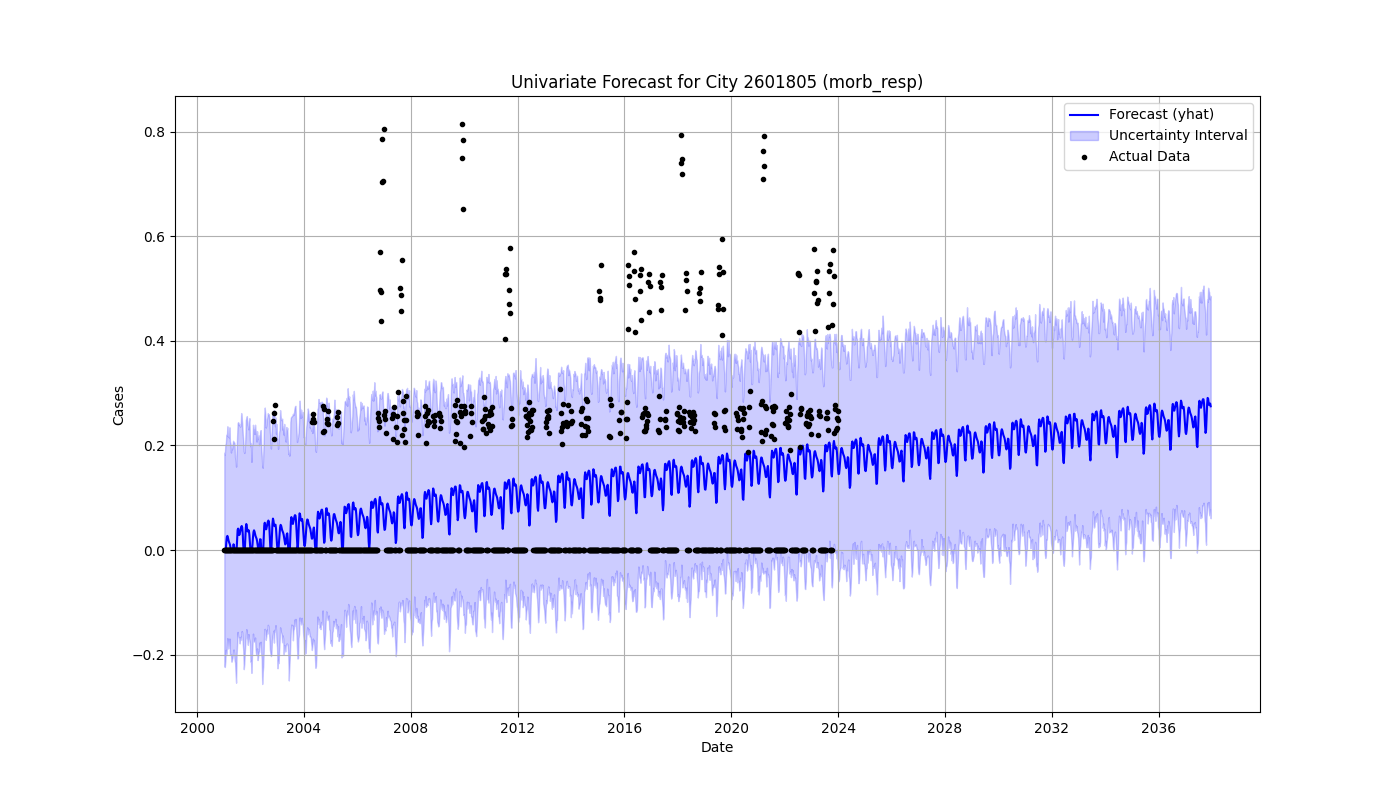 Univariate Forecast for City 2601805 (morb_resp)
Forecast (yhat)
Uncertainty Interval
Actual Data
Cases
0.8
0.6
0.4
0.2
0.0
−0.2
2000 2004 2008 2012 2016 2020 2024 2028 2032 2036
Date